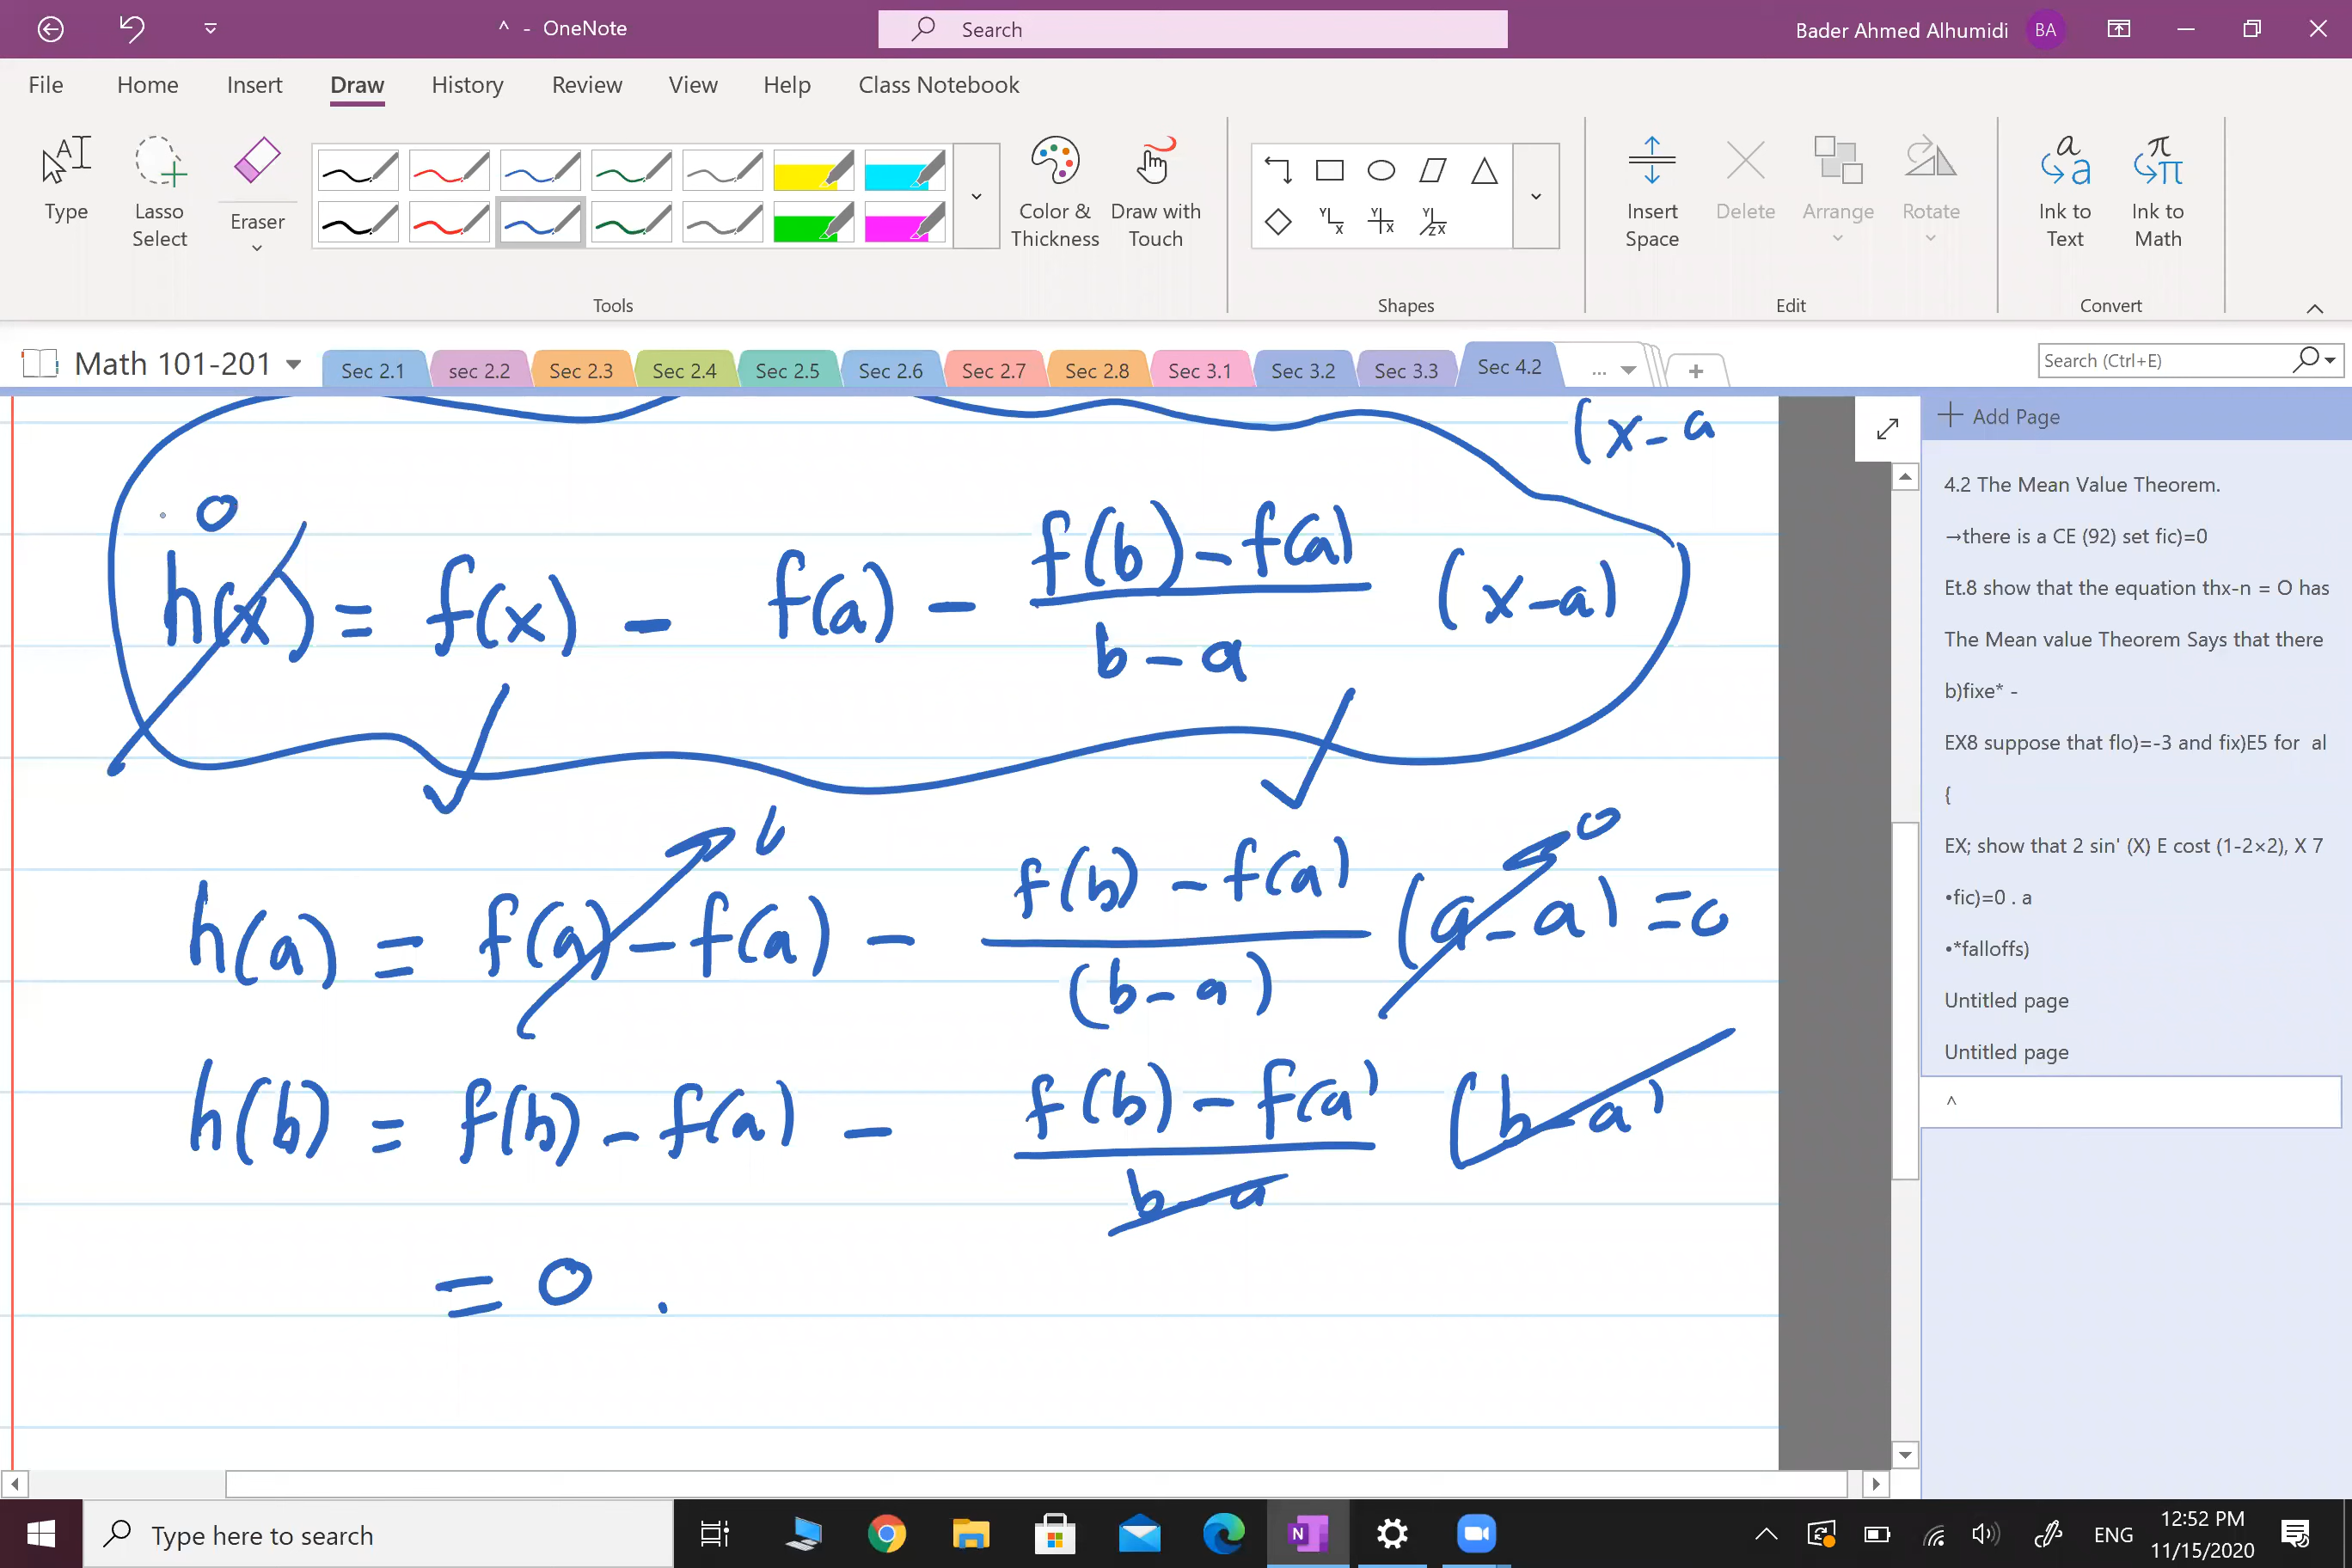 ^ - OneNote
Search
Bader Ahmed Alhumidi
BA
File Home Insert Draw History Review View Help Class Notebook
Type
Lasso Select
Eraser
Color & Thickness
Draw with Touch
Insert Space
Delete
Arrange
Rotate
Ink to Text
Ink to Math
Tools
Shapes
Edit
Convert
Math 101-201
Sec 2.1
sec 2.2
Sec 2.3
Sec 2.4
Sec 2.5
Sec 2.6
Sec 2.7
Sec 2.8
Sec 3.1
Sec 3.2
Sec 3.3
Sec 4.2
...
Search (Ctrl+E)
(x-a
0
h(x) = f(x) - f(a) - f(b)-f(a) / b-a (x-a)
0
h(a) = f(a) - f(a) - f(b)-f(a) / (b-a) (a-a) = 0
h(b) = f(b) - f(a) - f(b)-f(a) / b-a (b-a)
= 0 .
Add Page
4.2 The Mean Value Theorem.
→there is a CE (92) set fic)=0
Et.8 show that the equation thx-n = O has
The Mean value Theorem Says that there
b)fixe* -
EX8 suppose that flo)=-3 and fix)E5 for al
{
EX; show that 2 sin' (X) E cost (1-2×2), X 7
•fic)=0 . a
•*falloffs)
Untitled page
Untitled page
^
Type here to search
ENG
12:52 PM
11/15/2020